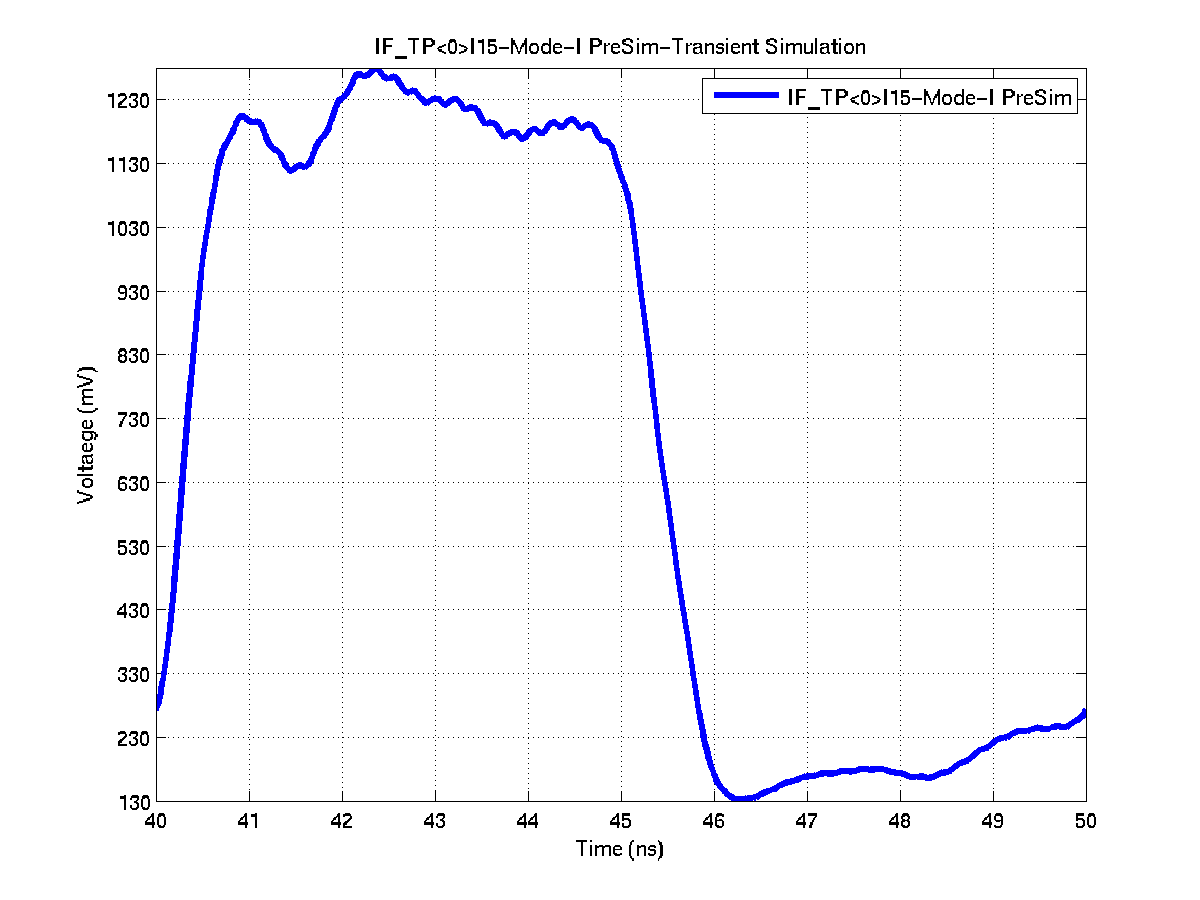 IF_TP<0>I15-Mode-I PreSim-Transient Simulation
IF_TP<0>I15-Mode-I PreSim
1230
1130
1030
930
830
730
630
530
430
330
230
130
Voltaege (mV)
40 41 42 43 44 45 46 47 48 49 50
Time (ns)